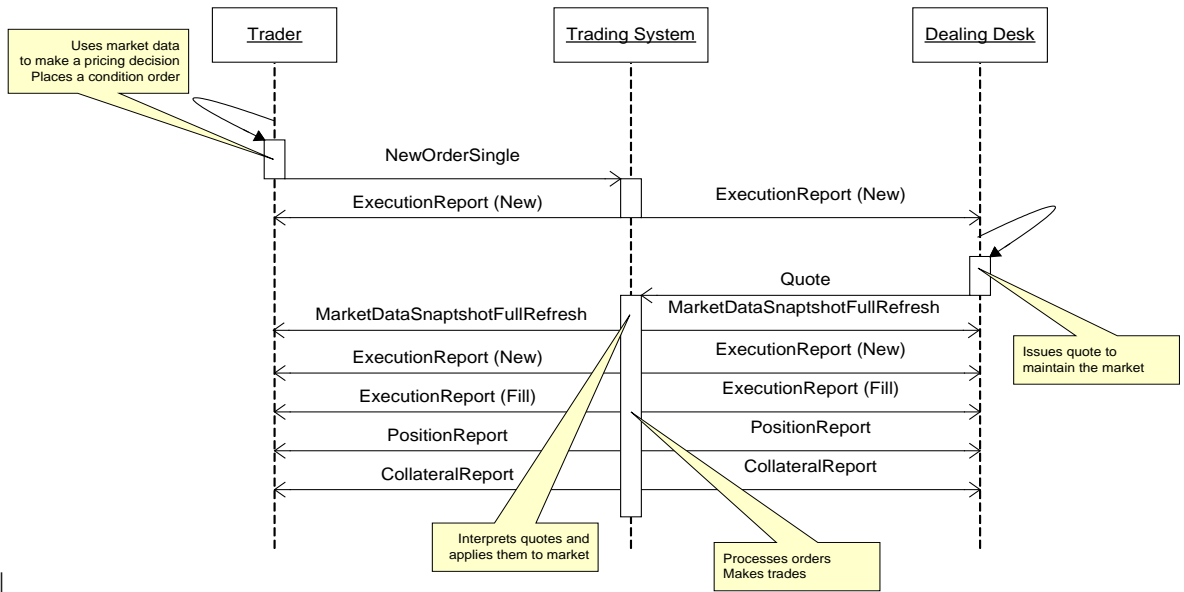 Trader
Trading System
Dealing Desk
Uses market data
to make a pricing decision
Places a condition order
NewOrderSingle
ExecutionReport (New)
ExecutionReport (New)
Quote
MarketDataSnaptshotFullRefresh
MarketDataSnaptshotFullRefresh
ExecutionReport (New)
ExecutionReport (New)
Issues quote to
maintain the market
ExecutionReport (Fill)
ExecutionReport (Fill)
PositionReport
PositionReport
CollateralReport
CollateralReport
Interprets quotes and
applies them to market
Processes orders
Makes trades